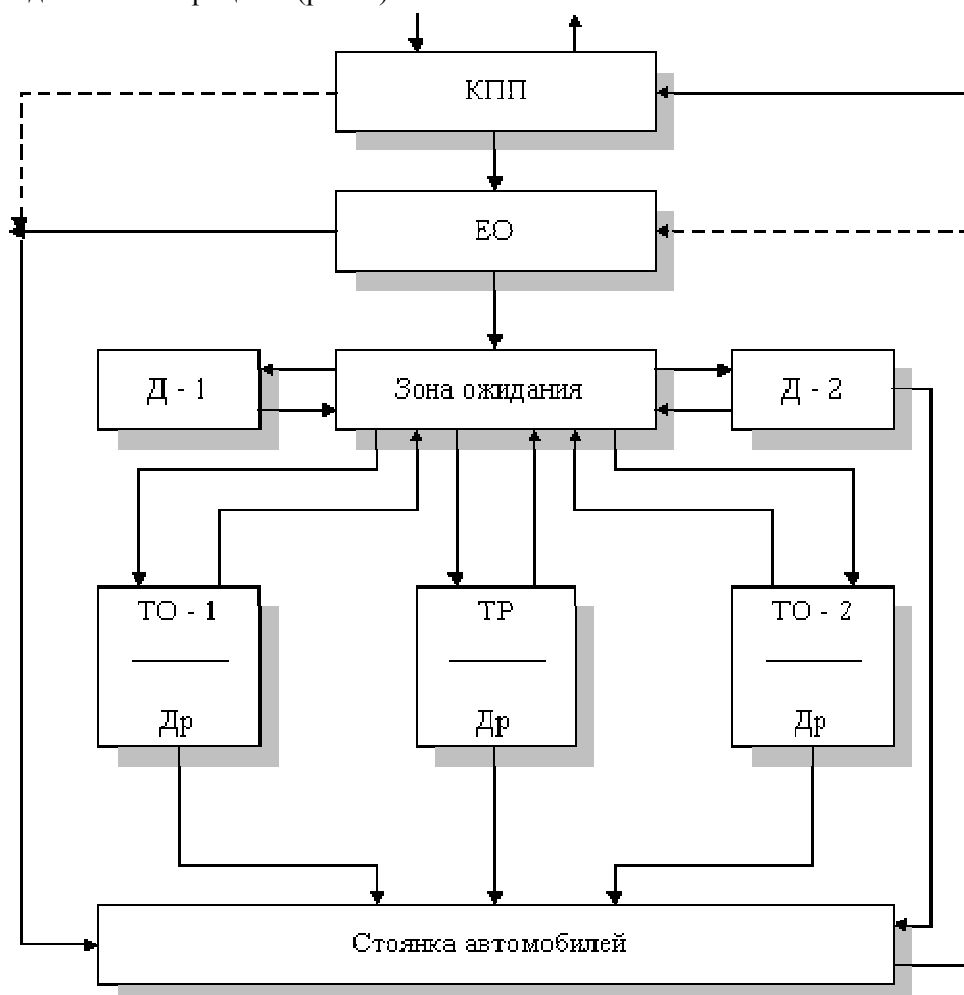 КПП
ЕО
Д - 1
Зона ожидания
Д - 2
ТО - 1
ТР
ТО - 2
Др
Др
Др
Стоянка автомобилей